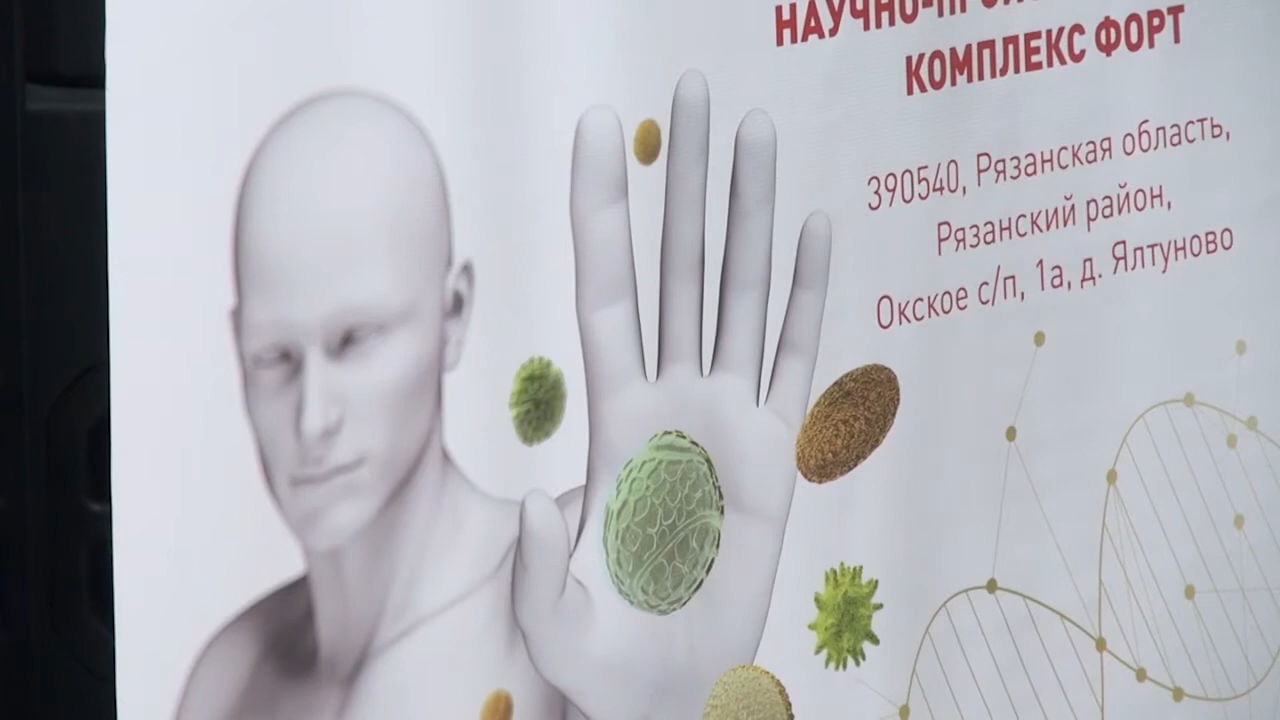 КОМПЛЕКС ФОРТ
390540, Рязанская область,
Рязанский район,
Окское с/п, 1а, д. Ялтуново